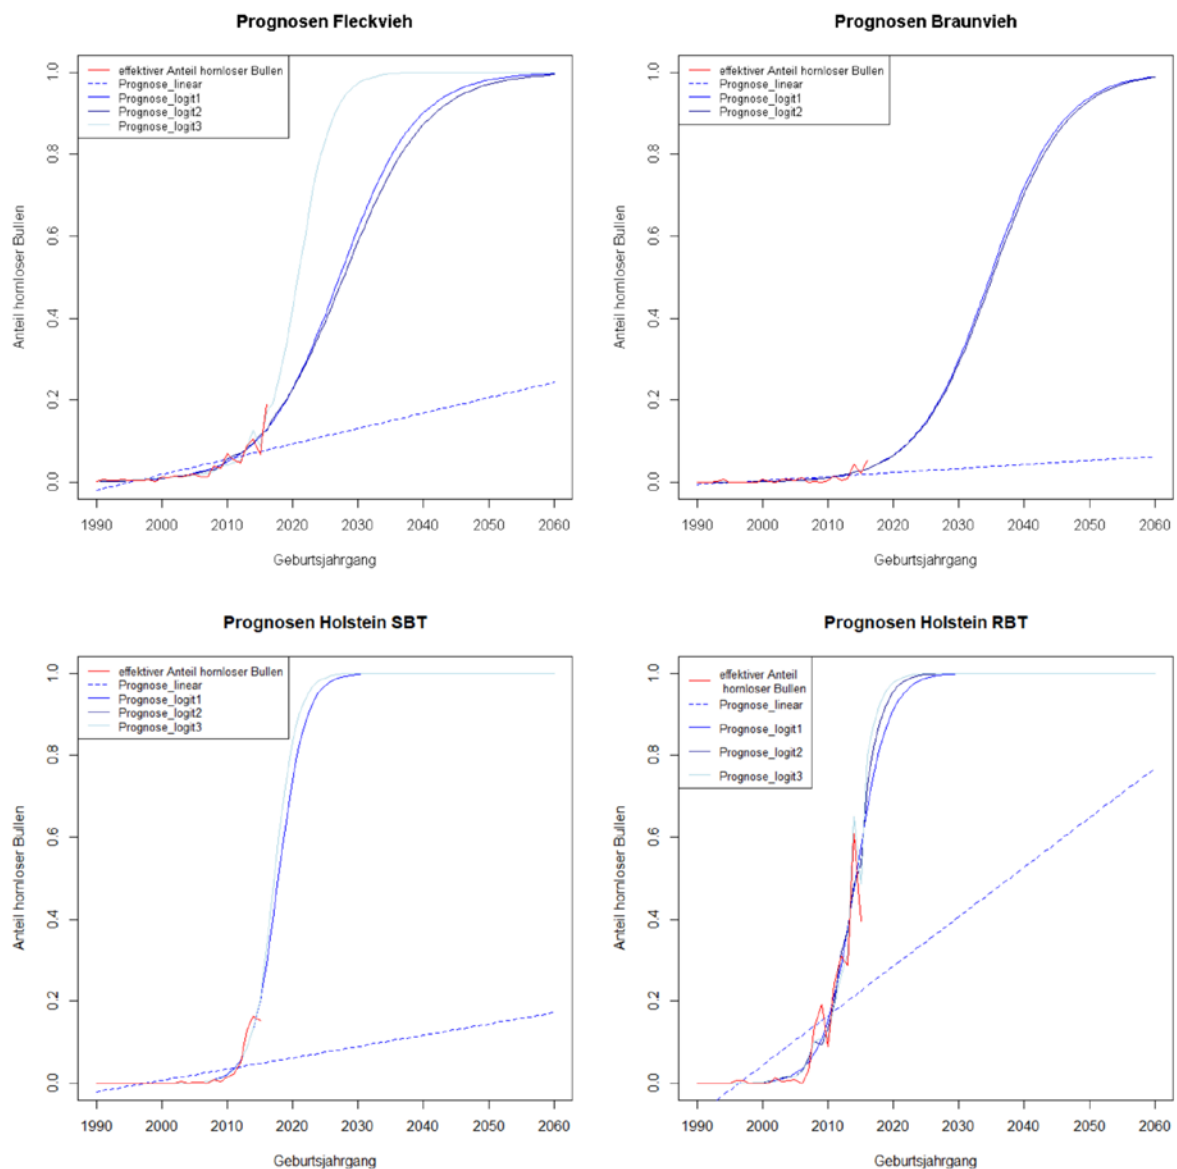 Prognosen Fleckvieh
effektiver Anteil hornloser Bullen
Prognose_linear
Prognose_logit1
Prognose_logit2
Prognose_logit3
Anteil hornloser Bullen
1.0
0.8
0.6
0.4
0.2
0.0
1990 2000 2010 2020 2030 2040 2050 2060
Geburtsjahrgang
Prognosen Braunvieh
effektiver Anteil hornloser Bullen
Prognose_linear
Prognose_logit1
Prognose_logit2
Anteil hornloser Bullen
1.0
0.8
0.6
0.4
0.2
0.0
1990 2000 2010 2020 2030 2040 2050 2060
Geburtsjahrgang
Prognosen Holstein SBT
effektiver Anteil hornloser Bullen
Prognose_linear
Prognose_logit1
Prognose_logit2
Prognose_logit3
Anteil hornloser Bullen
1.0
0.8
0.6
0.4
0.2
0.0
1990 2000 2010 2020 2030 2040 2050 2060
Geburtsjahrgang
Prognosen Holstein RBT
effektiver Anteil
hornloser Bullen
Prognose_linear
Prognose_logit1
Prognose_logit2
Prognose_logit3
Anteil hornloser Bullen
1.0
0.8
0.6
0.4
0.2
0.0
1990 2000 2010 2020 2030 2040 2050 2060
Geburtsjahrgang